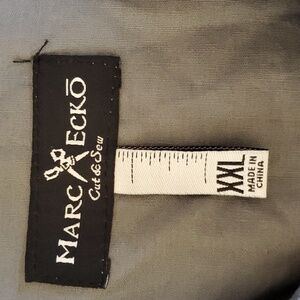 MARC ECKŌ
Cut & Sew
XXL
MADE IN
CHINA